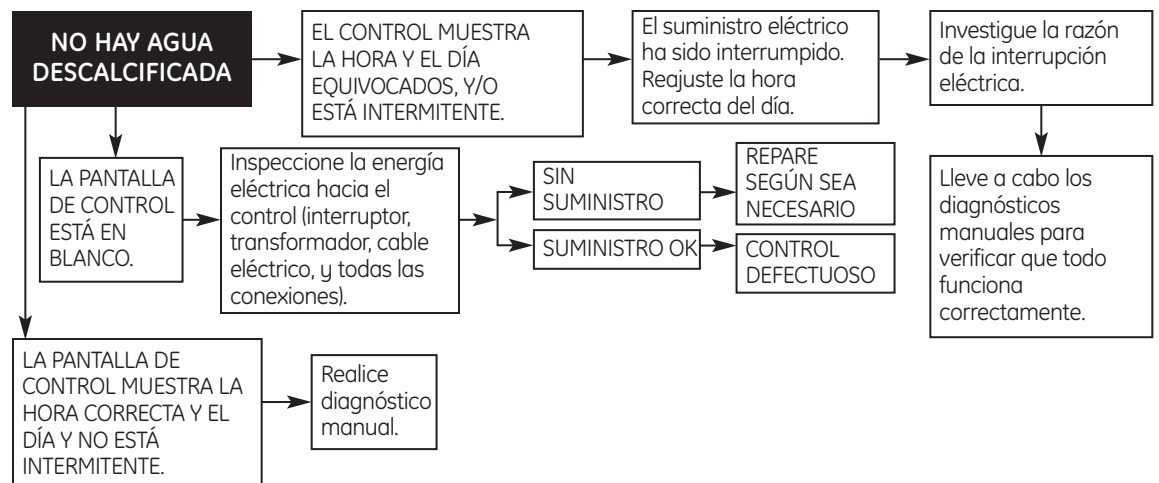 NO HAY AGUA
DESCALCIFICADA
EL CONTROL MUESTRA
LA HORA Y EL DÍA
EQUIVOCADOS, Y/O
ESTÁ INTERMITENTE.
El suministro eléctrico
ha sido interrumpido.
Reajuste la hora
correcta del día.
Investigue la razón
de la interrupción
eléctrica.
Lleve a cabo los
diagnósticos
manuales para
verificar que todo
funciona
correctamente.
LA PANTALLA
DE CONTROL
ESTÁ EN
BLANCO.
Inspeccione la energía
eléctrica hacia el
control (interruptor,
transformador, cable
eléctrico, y todas las
conexiones).
SIN
SUMINISTRO
REPARE
SEGÚN SEA
NECESARIO
SUMINISTRO OK
CONTROL
DEFECTUOSO
LA PANTALLA DE
CONTROL MUESTRA LA
HORA CORRECTA Y EL
DÍA Y NO ESTÁ
INTERMITENTE.
Realice
diagnóstico
manual.